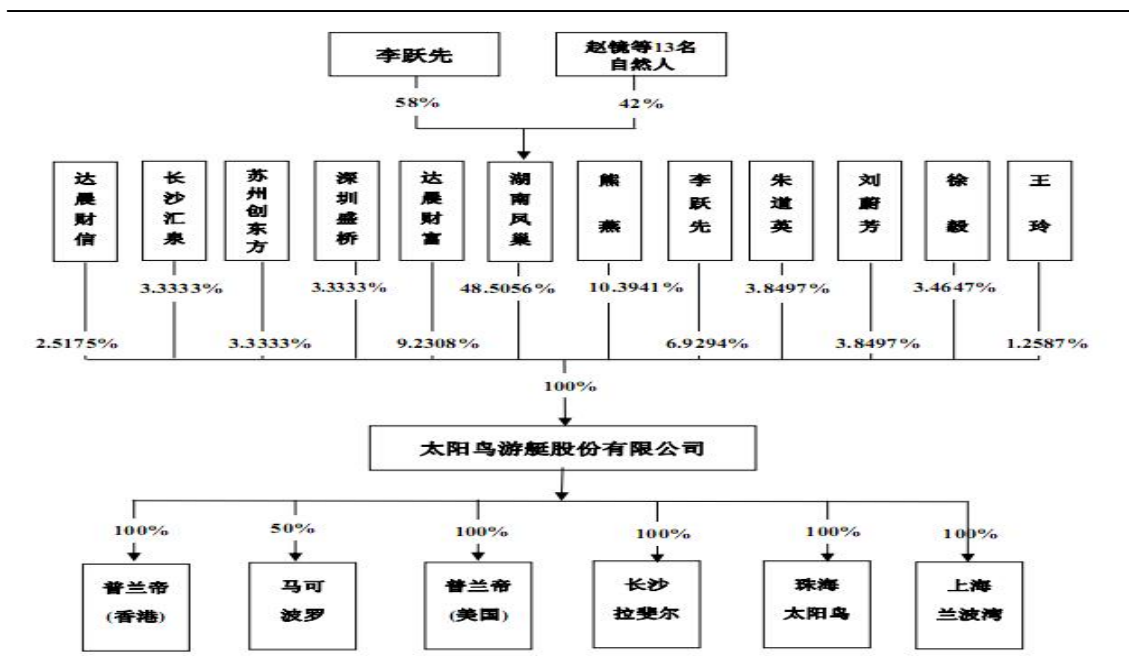 李跃先
赵镜等13名
自然人
58%
42%
达晨财信
长沙汇泉
苏州创东方
深圳盛桥
达晨财富
湖南凤巢
熊燕
李跃先
朱道英
刘蔚芳
徐毅
王玲
3.3333%
3.3333%
48.5056%
10.3941%
3.8497%
3.4647%
2.5175%
3.3333%
9.2308%
6.9294%
3.8497%
1.2587%
100%
太阳鸟游艇股份有限公司
100%
50%
100%
100%
100%
100%
普兰帝
(香港)
马可
波罗
普兰帝
(美国)
长沙
拉斐尔
珠海
太阳鸟
上海
兰波湾